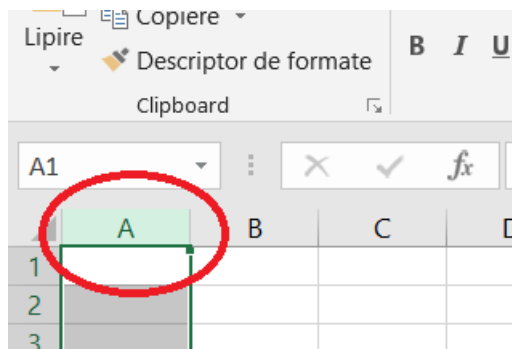 Copiere
Lipire
Descriptor de formate
B I U
Clipboard
A1
fx
A B C D
1
2
3